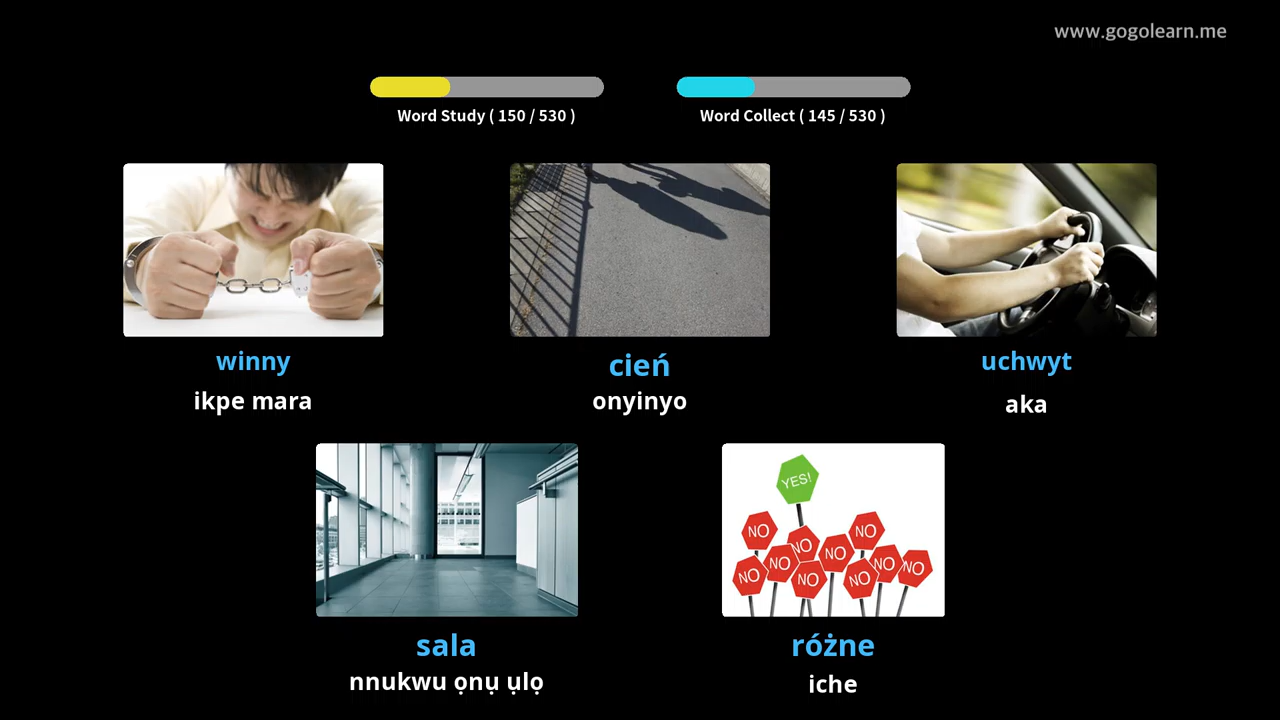 www.gogolearn.me
Word Study ( 150 / 530 )
Word Collect ( 145 / 530 )
winny
ikpe mara
cień
onyinyo
uchwyt
aka
sala
nnukwu ọnụ ụlọ
YES!
NO
NO
NO
NO
NO
NO
NO
NO
NO
NO
różne
iche